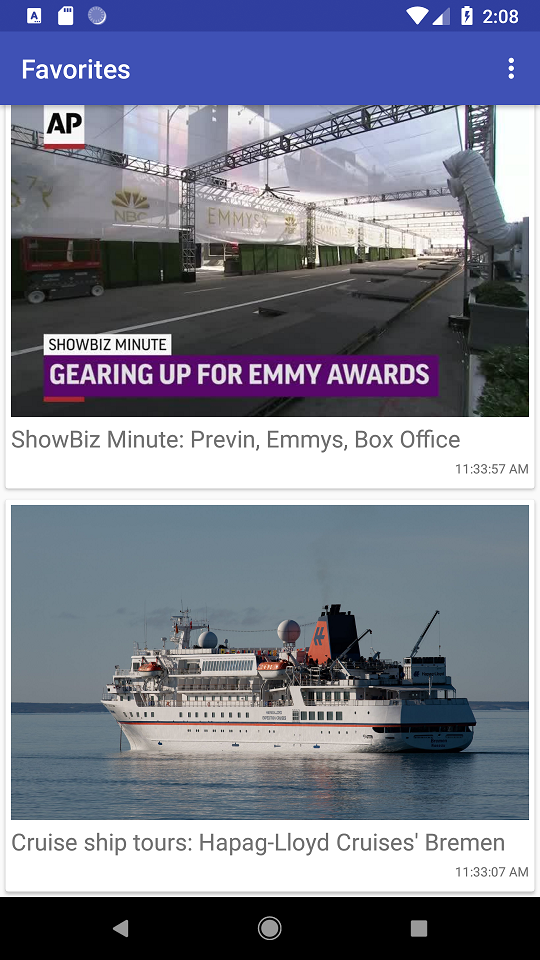 2:08
Favorites
AP
NBC
EMMYS
SHOWBIZ MINUTE
GEARING UP FOR EMMY AWARDS
ShowBiz Minute: Previn, Emmys, Box Office
11:33:57 AM
Cruise ship tours: Hapag-Lloyd Cruises' Bremen
11:33:07 AM